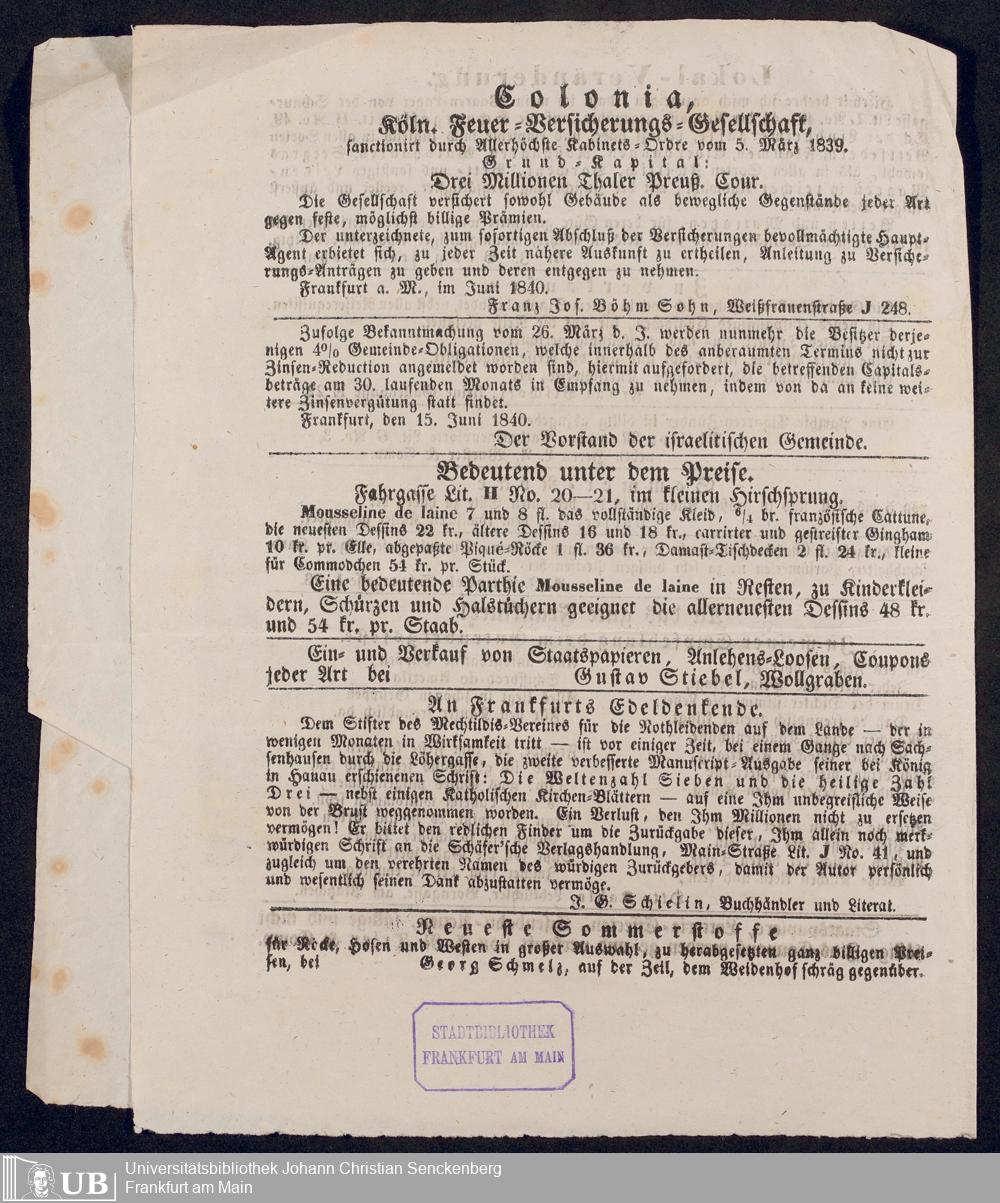 Colonia,
Köln. Feuer-Versicherungs-Gesellschaft,
sanctionirt durch Allerhöchste Kabinets-Ordre vom 5. März 1839.
Grund-Kapital:
Drei Millionen Thaler Preuß. Cour.
Die Gesellschaft versichert sowohl Gebäude als bewegliche Gegenstände jeder Art
gegen feste, möglichst billige Prämien.
Der unterzeichnete, zum sofortigen Abschluß der Versicherungen bevollmächtigte Haupt-
Agent erbietet sich, zu jeder Zeit nähere Auskunft zu ertheilen, Anleitung zu Versiche-
rungs-Anträgen zu geben und deren entgegen zu nehmen.
Frankfurt a. M., im Juni 1840.
Franz Jos. Böhm Sohn, Weißfrauenstraße J 248.
Zufolge Bekanntmachung vom 26. März d. J. werden nunmehr die Besitzer derje-
nigen 4% Gemeinde-Obligationen, welche innerhalb des anberaumten Termins nicht zur
Zinsen-Reduction angemeldet worden sind, hiermit aufgefordert, die betreffenden Capitals-
beträge am 30. laufenden Monats in Empfang zu nehmen, indem von da an keine wei-
tere Zinsenvergütung statt findet.
Frankfurt, den 15. Juni 1840.
Der Vorstand der israelitischen Gemeinde.
Bedeutend unter dem Preise.
Fahrgasse Lit. H No. 20—21, im kleinen Hirschsprung.
Mousseline de laine 7 und 8 fl. das vollständige Kleid, 6/4 br. französische Cattune,
die neuesten Dessins 22 kr., ältere Dessins 16 und 18 kr., carrirter und gestreifter Gingham
10 kr. pr. Elle, abgepaßte Piqué-Röcke 1 fl. 36 kr., Damast-Tischdecken 2 fl. 24 kr., kleine
für Commodchen 54 kr. pr. Stück.
Eine bedeutende Parthie Mousseline de laine in Resten, zu Kinderklei-
dern, Schürzen und Halstüchern geeignet die allerneuesten Dessins 48 kr.
und 54 kr. pr. Staab.
Ein- und Verkauf von Staatspapieren, Anlehens-Loosen, Coupons
jeder Art bei Gustav Stiebel, Wollgraben.
An Frankfurts Edeldenkende.
Dem Stifter des Mechtildis-Vereines für die Nothleidenden auf dem Lande — der in
wenigen Monaten in Wirksamkeit tritt — ist vor einiger Zeit, bei einem Gange nach Sach-
senhausen durch die Löhergasse, die zweite verbesserte Manuscript-Ausgabe seiner bei König
in Hanau erschienenen Schrift: Die Weltenzahl Sieben und die heilige Zahl
Drei — nebst einigen Katholischen Kirchen-Blättern — auf eine Ihm unbegreifliche Weise
von der Brust weggenommen worden. Ein Verlust, den Ihm Millionen nicht zu ersetzen
vermögen! Er bittet den redlichen Finder um die Zurückgabe dieser, Ihm allein noch merk-
würdigen Schrift an die Schäfer'sche Verlagshandlung, Main-Straße Lit. J No. 41, und
zugleich um den verehrten Namen des würdigen Zurückgebers, damit der Autor persönlich
und wesentlich seinen Dank abzustatten vermöge.
J. G. Schielin, Buchhändler und Literat.
Neueste Sommerstoffe
für Röcke, Hosen und Westen in großer Auswahl, zu herabgesetzten ganz billigen Prei-
sen, bei Georg Schmelz, auf der Zeil, dem Weidenhof schräg gegenüber.
STADTBIBLIOTHEK
FRANKFURT AM MAIN
UB
Universitätsbibliothek Johann Christian Senckenberg
Frankfurt am Main